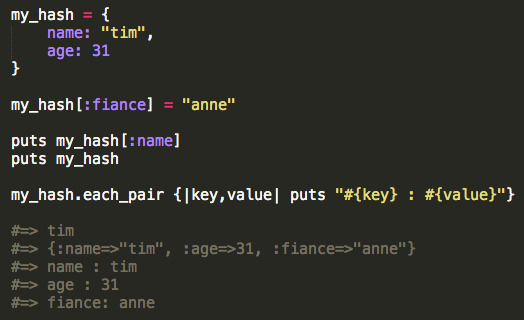 my_hash = {
    name: "tim",
    age: 31
}
my_hash[:fiance] = "anne"
puts my_hash[:name]
puts my_hash
my_hash.each_pair {|key,value| puts "#{key} : #{value}"}
#=> tim
#=> {:name=>"tim", :age=>31, :fiance=>"anne"}
#=> name : tim
#=> age : 31
#=> fiance: anne